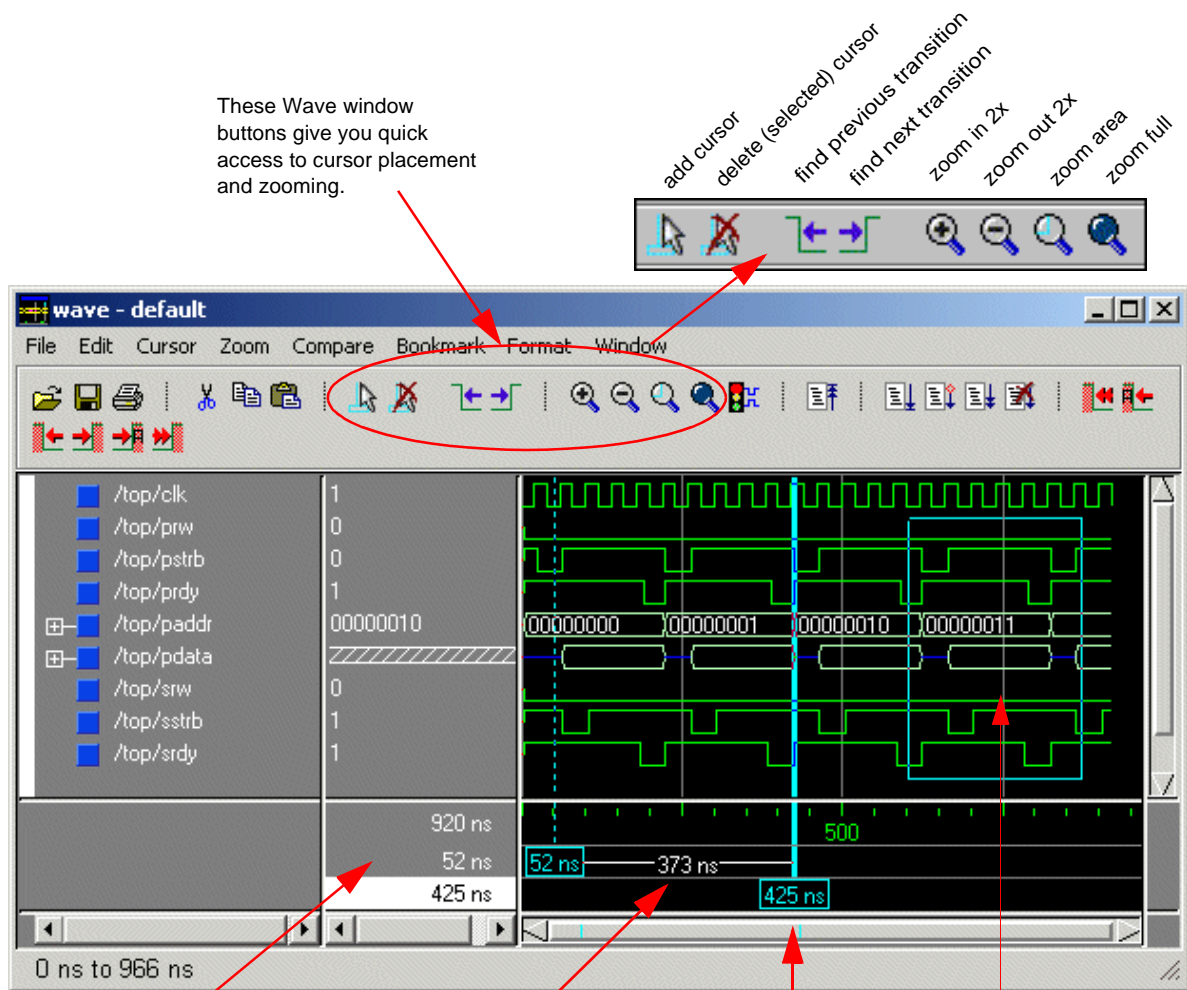 These Wave window
buttons give you quick
access to cursor placement
and zooming.
add cursor
delete (selected) cursor
find previous transition
find next transition
zoom in 2x
zoom out 2x
zoom area
zoom full
wave - default
File Edit Cursor Zoom Compare Bookmark Format Window
/top/clk 1
/top/prw 0
/top/pstrb 0
/top/prdy 1
/top/paddr 00000010 00000000 00000001 00000010 00000011
/top/pdata
/top/srw 0
/top/sstrb 1
/top/srdy 1
920 ns 500
52 ns 52 ns 373 ns
425 ns 425 ns
0 ns to 966 ns